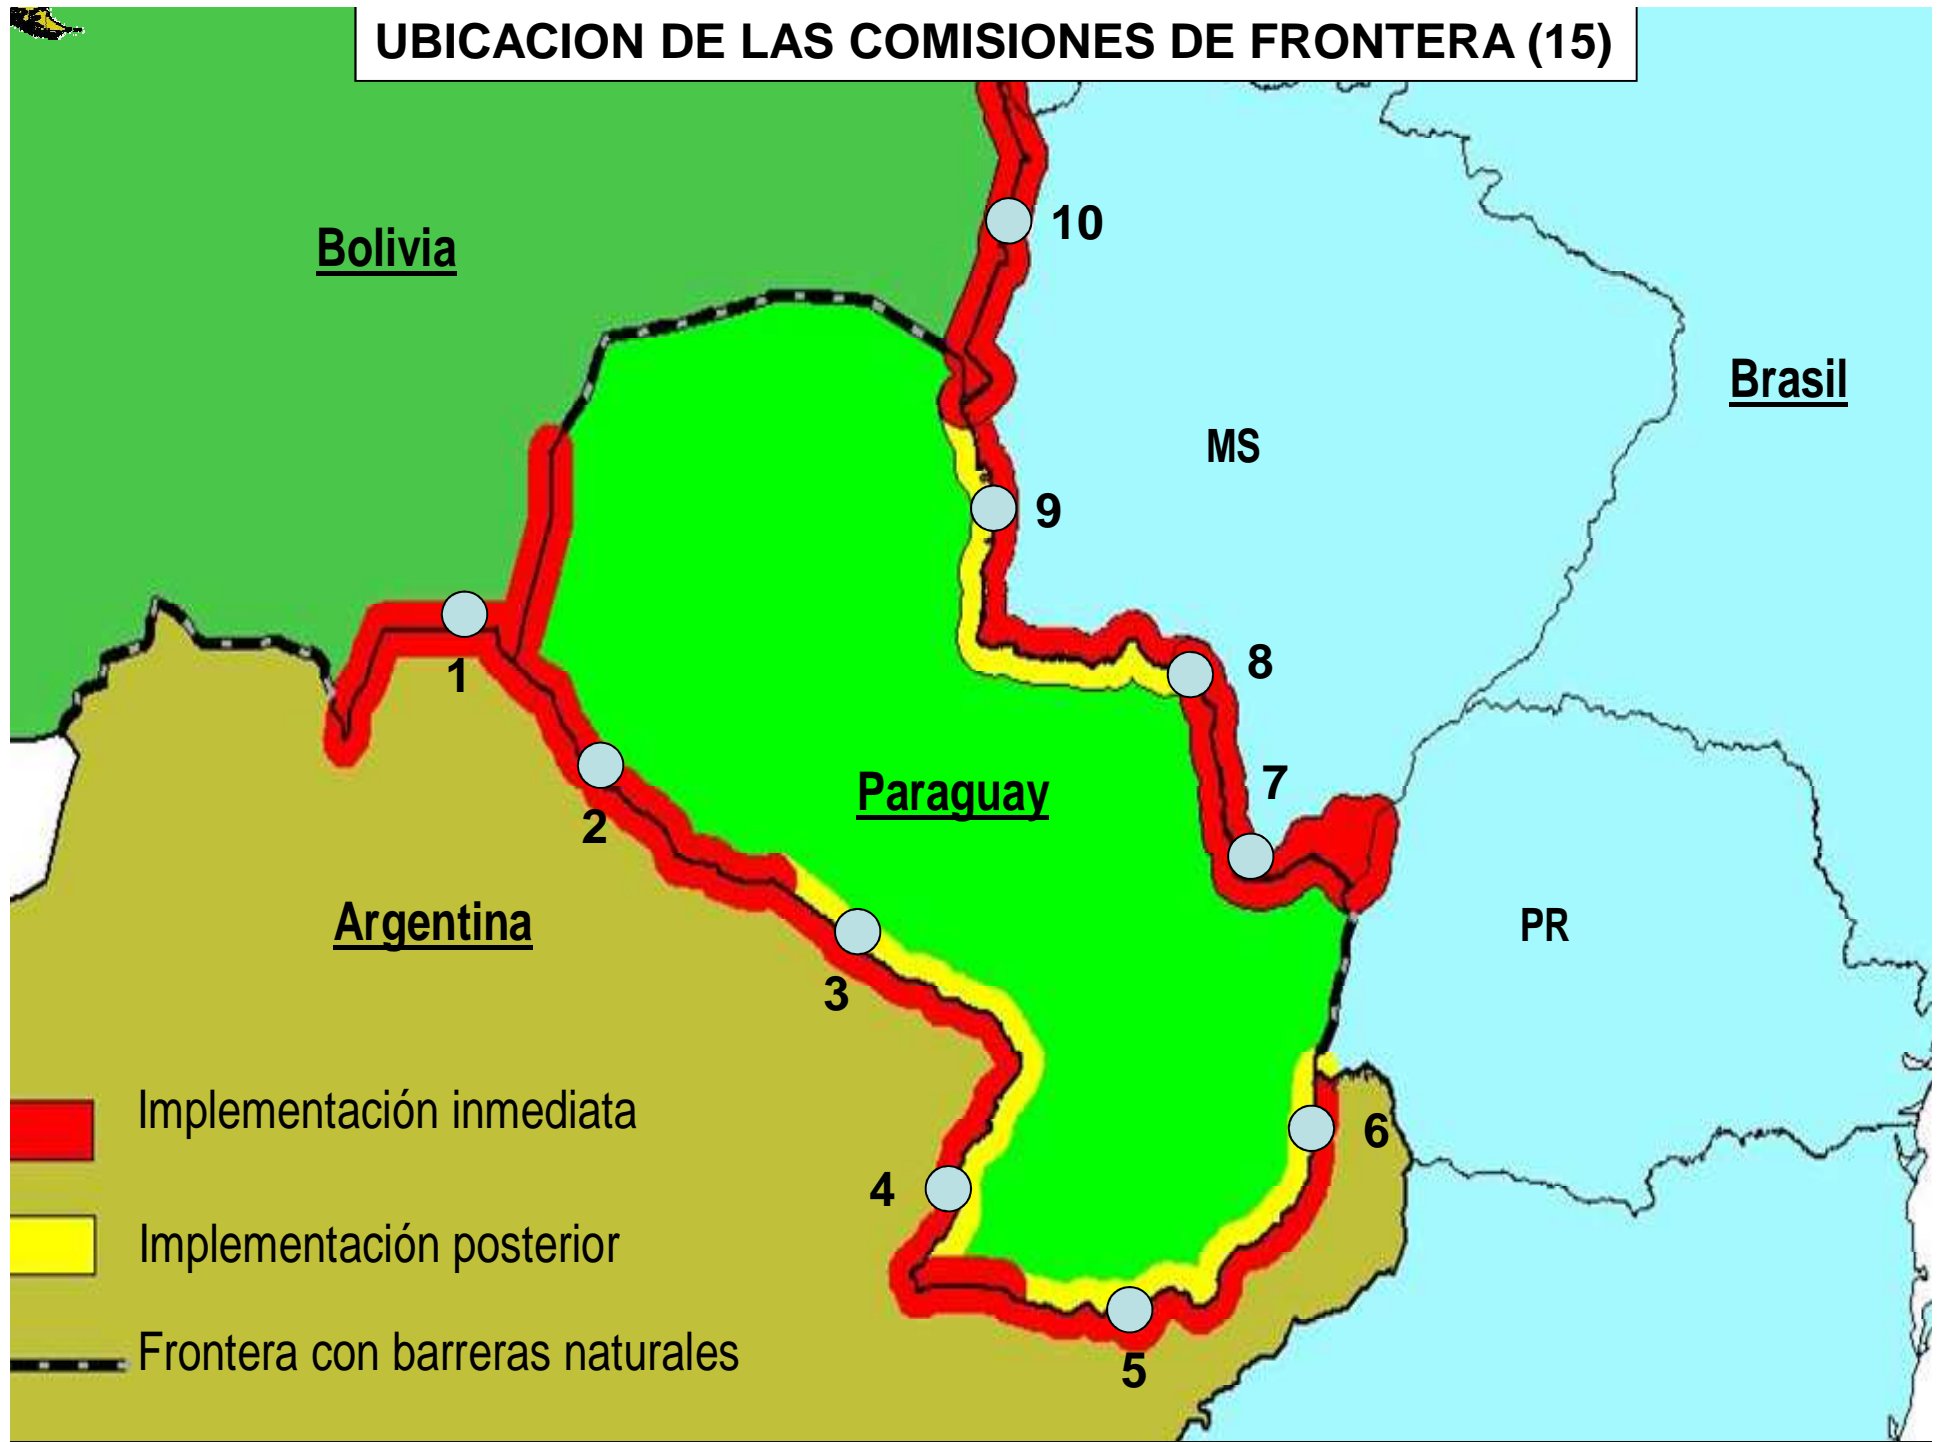 UBICACION DE LAS COMISIONES DE FRONTERA (15)
10
Bolivia
Brasil
MS
9
8
1
7
Paraguay
2
Argentina
PR
3
Implementación inmediata
6
4
Implementación posterior
Frontera con barreras naturales
5